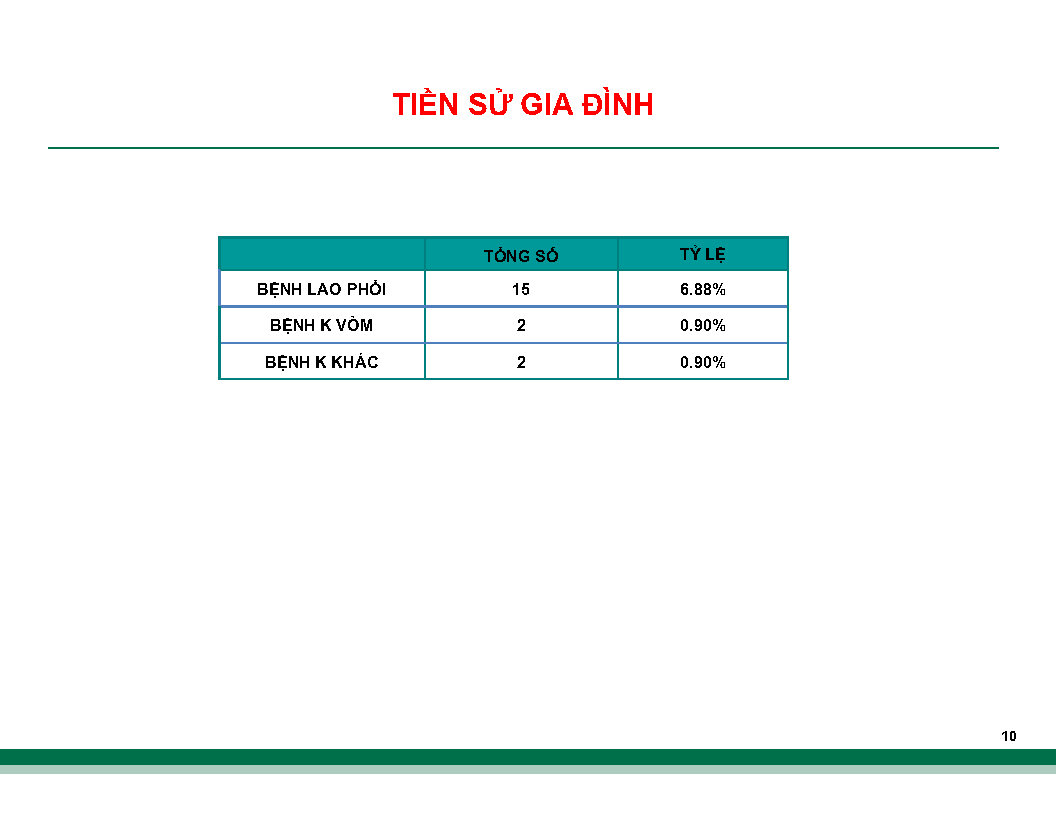 TIỀN SỬ GIA ĐÌNH
TỔNG SỐ TỶ LỆ
BỆNH LAO PHỔI 15 6.88%
BỆNH K VÒM 2 0.90%
BỆNH K KHÁC 2 0.90%
10